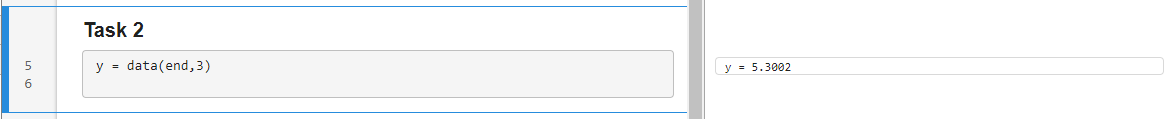 Task 2
5 y = data(end,3)
6
y = 5.3002